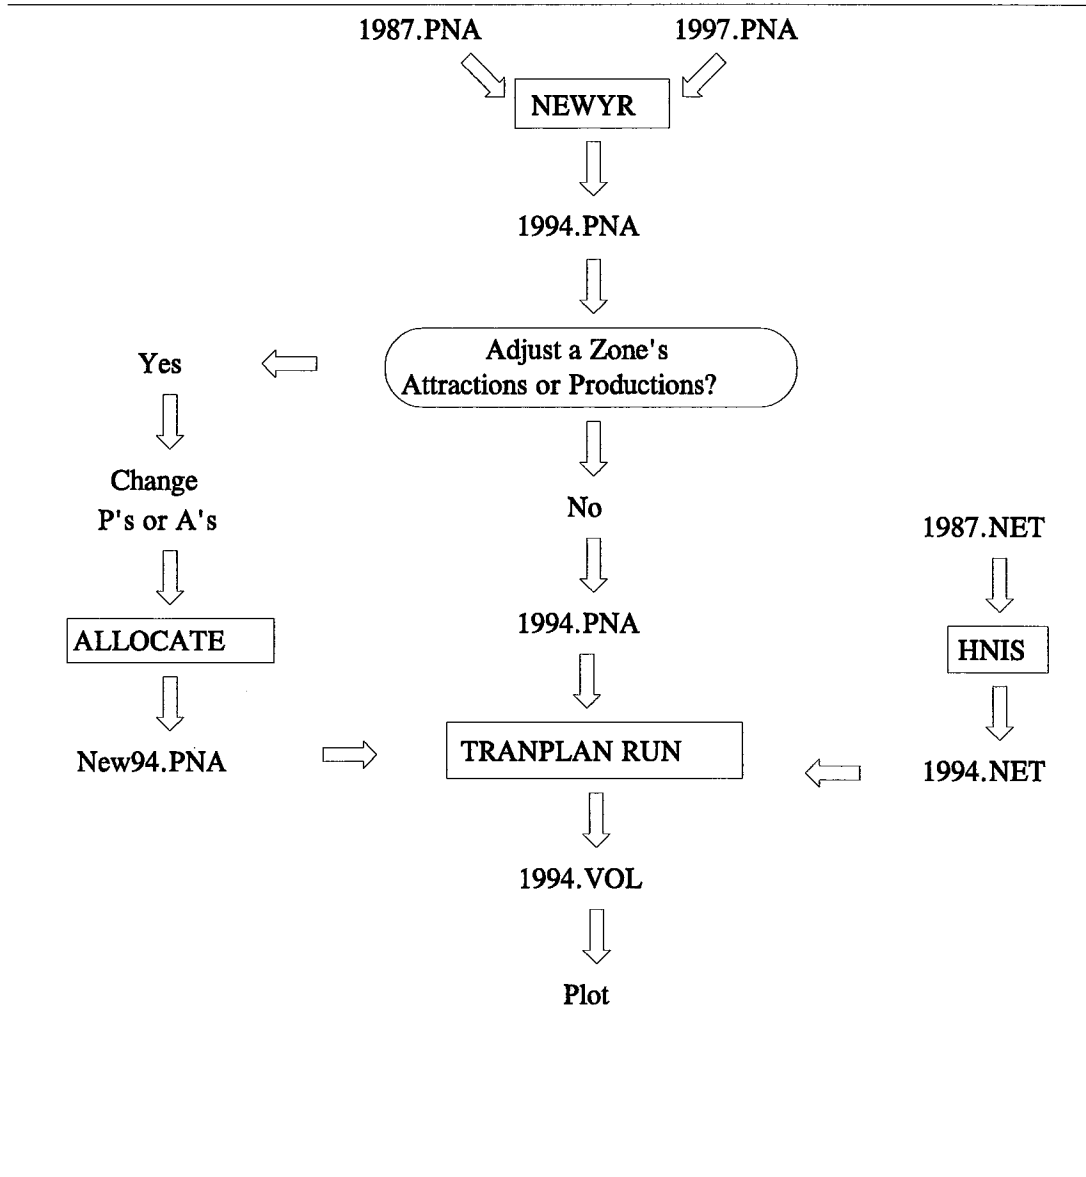 1987.PNA
1997.PNA
NEWYR
1994.PNA
Adjust a Zone's
Attractions or Productions?
Yes
Change
P's or A's
ALLOCATE
New94.PNA
No
1994.PNA
1987.NET
HNIS
1994.NET
TRANPLAN RUN
1994.VOL
Plot